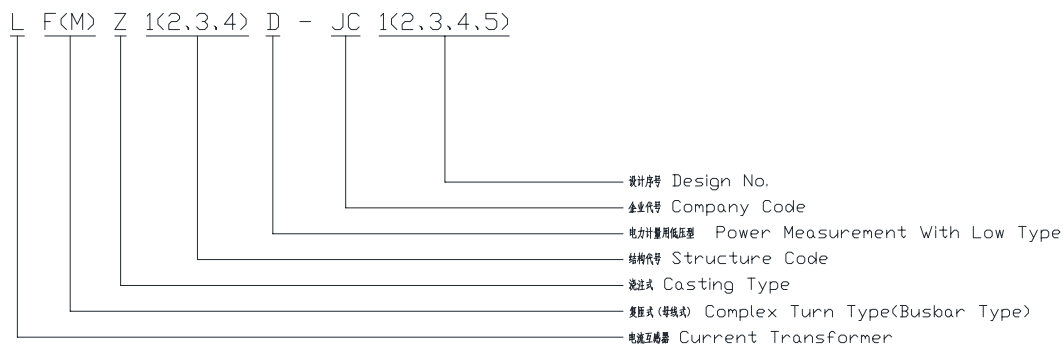 L F(M) Z 1(2、3、4) D - JC 1(2、3、4、5)
设计序号 Design No.
企业代号 Company Code
电力计量用低压型 Power Measurement With Low Type
结构代号 Structure Code
浇注式 Casting Type
复匝式(母线式) Complex Turn Type(Busbar Type)
电流互感器 Current Transformer